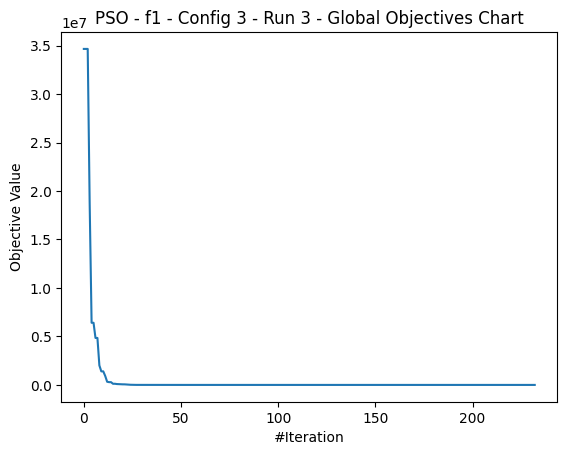 PSO - f1 - Config 3 - Run 3 - Global Objectives Chart
1e7
3.5
3.0
2.5
2.0
1.5
1.0
0.5
0.0
Objective Value
0 50 100 150 200
#Iteration